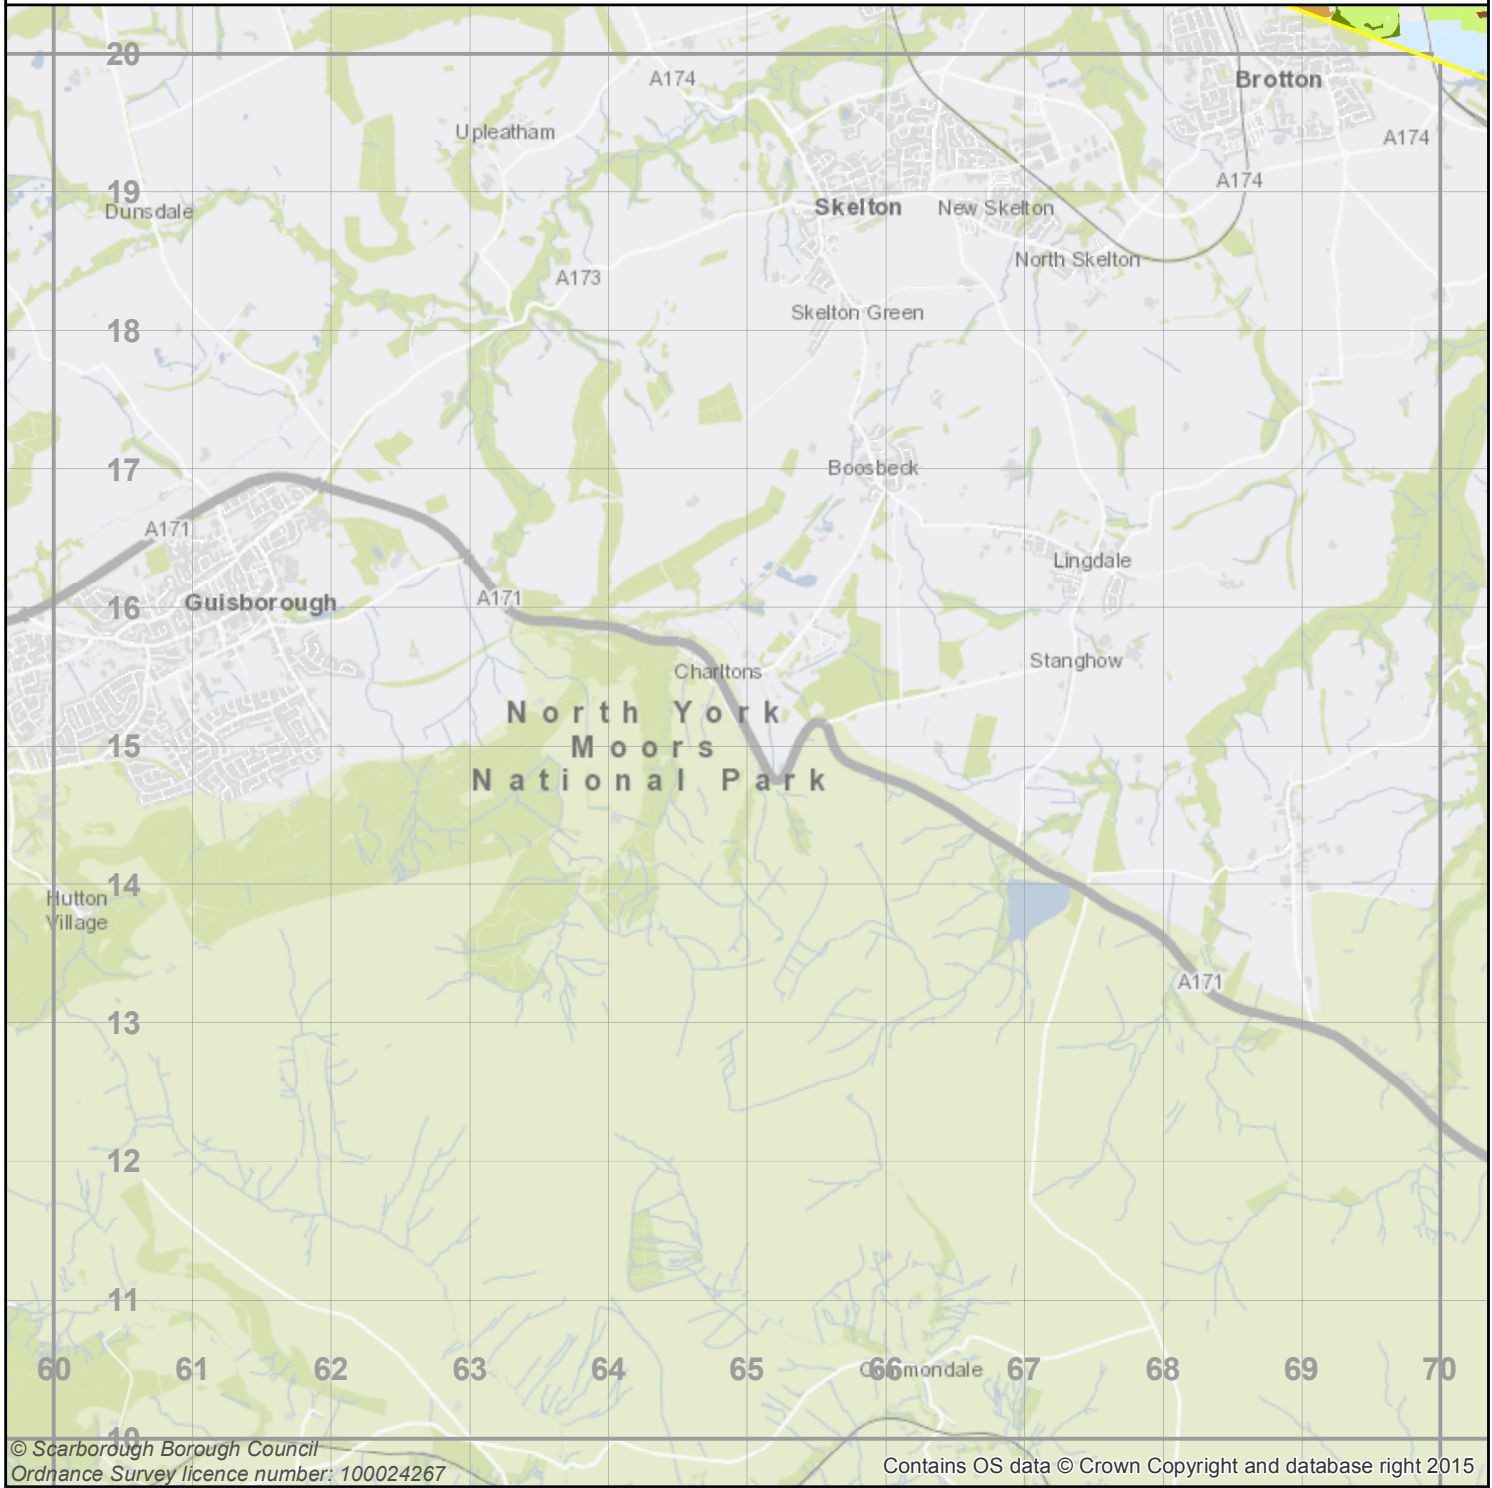 20
A174
Brotton
Upleatham
A174
19
A174
Dunsdale
Skelton
New Skelton
North Skelton
A173
Skelton Green
18
17
Boosbeck
A171
Lingdale
A171
16
Guisborough
Charltons
Stanghow
North York
Moors
National Park
15
14
Hutton
Village
A171
13
12
11
60
61
62
63
64
65
66
Commondale
67
68
69
70
10
© Scarborough Borough Council
Ordnance Survey licence number: 100024267
Contains OS data © Crown Copyright and database right 2015